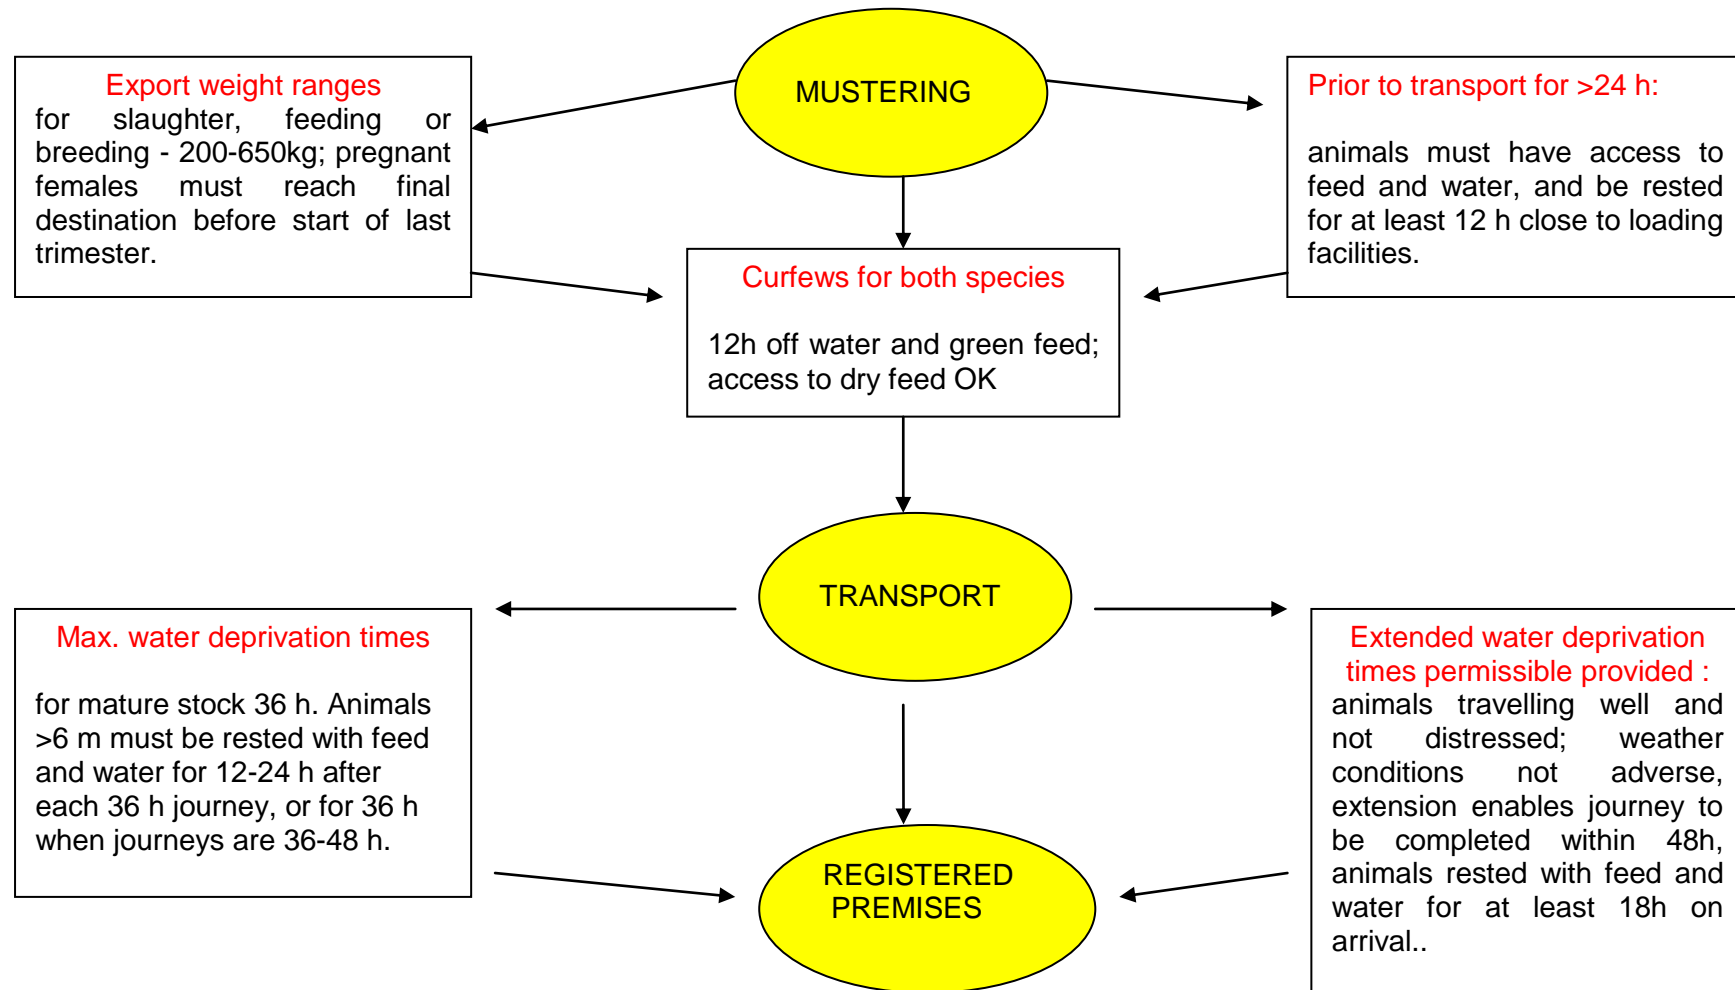 MUSTERING
Export weight ranges
for slaughter, feeding or
breeding - 200-650kg; pregnant
females must reach final
destination before start of last
trimester.
Prior to transport for >24 h:
animals must have access to
feed and water, and be rested
for at least 12 h close to loading
facilities.
Curfews for both species
12h off water and green feed;
access to dry feed OK
TRANSPORT
Max. water deprivation times
for mature stock 36 h. Animals
>6 m must be rested with feed
and water for 12-24 h after
each 36 h journey, or for 36 h
when journeys are 36-48 h.
Extended water deprivation
times permissible provided :
animals travelling well and
not distressed; weather
conditions not adverse,
extension enables journey to
be completed within 48h,
animals rested with feed and
water for at least 18h on
arrival..
REGISTERED
PREMISES